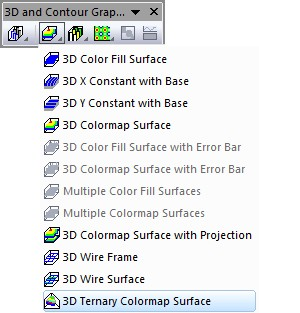 3D and Contour Grap...
3D Color Fill Surface
3D X Constant with Base
3D Y Constant with Base
3D Colormap Surface
3D Color Fill Surface with Error Bar
3D Colormap Surface with Error Bar
Multiple Color Fill Surfaces
Multiple Colormap Surfaces
3D Colormap Surface with Projection
3D Wire Frame
3D Wire Surface
3D Ternary Colormap Surface